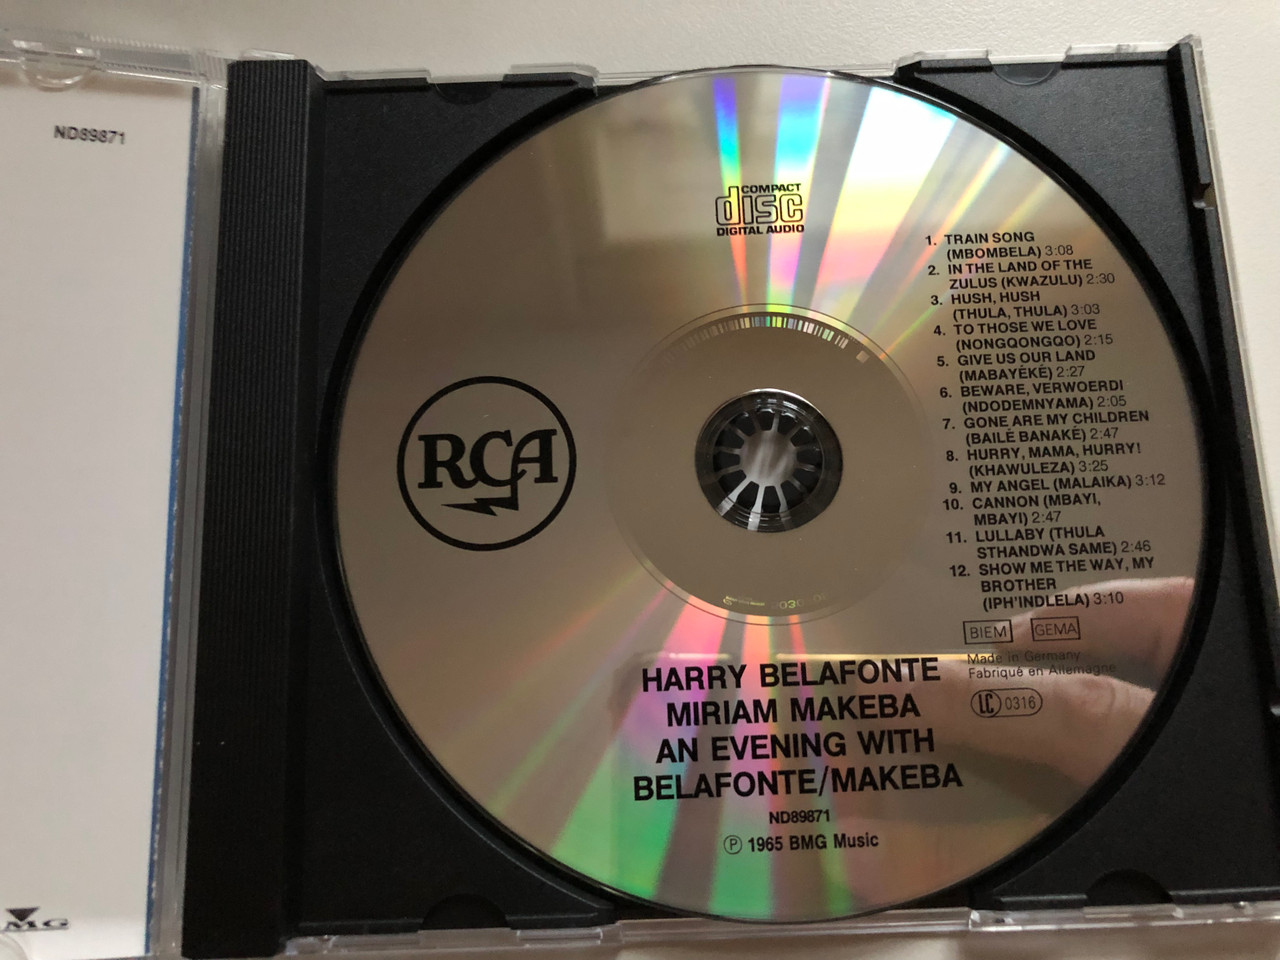 ND89871
COMPACT
disc
DIGITAL AUDIO
1. TRAIN SONG
(MBOMBELA) 3:08
2. IN THE LAND OF THE
ZULUS (KWAZULU) 2:30
3. HUSH, HUSH
(THULA, THULA) 3:03
4. TO THOSE WE LOVE
(NONGQONGQO) 2:15
5. GIVE US OUR LAND
(MABAYÉKÉ) 2:27
6. BEWARE, VERWOERD!
(NDODEMNYAMA) 2:05
7. GONE ARE MY CHILDREN
(BAILÉ BANAKÉ) 2:47
8. HURRY, MAMA, HURRY!
(KHAWULEZA) 3:25
9. MY ANGEL (MALAIKA) 3:12
10. CANNON (MBAYI,
MBAYI) 2:47
11. LULLABY (THULA
STHANDWA SAME) 2:46
12. SHOW ME THE WAY, MY
BROTHER
(IPH'INDLELA) 3:10
RCA
BIEM GEMA
Made in Germany
Fabriqué en Allemagne
LC 0316
HARRY BELAFONTE
MIRIAM MAKEBA
AN EVENING WITH
BELAFONTE/MAKEBA
ND89871
℗ 1965 BMG Music
MG